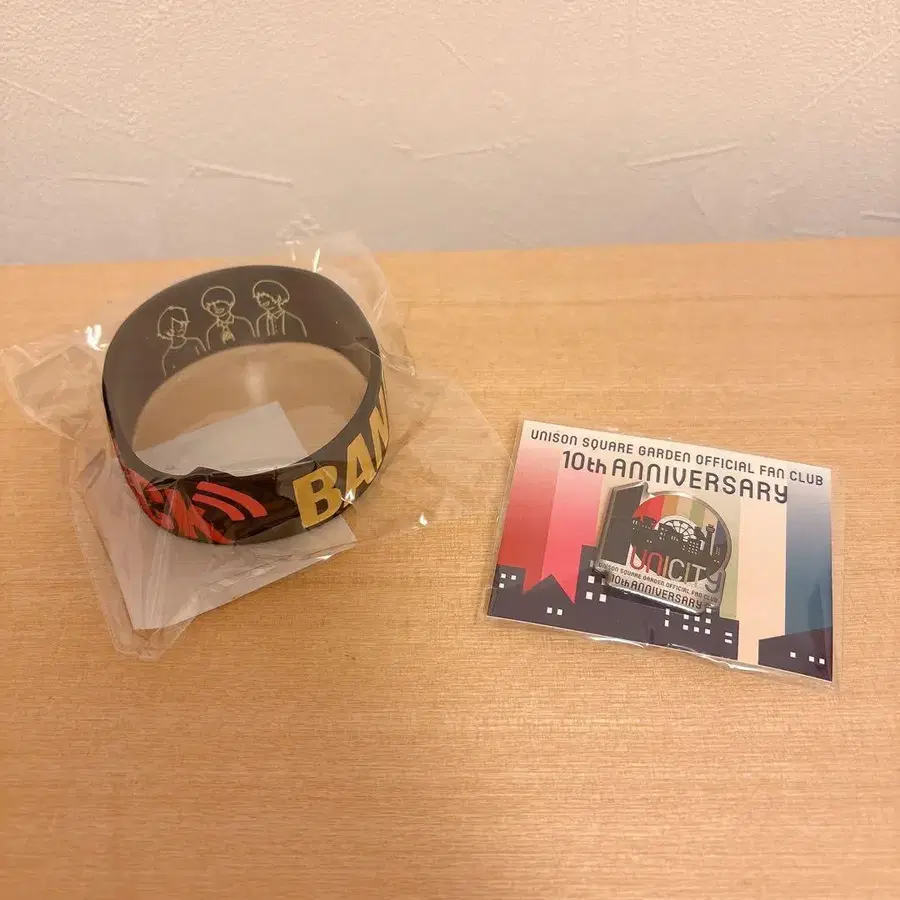 BAN
UNISON SQUARE GARDEN OFFICIAL FAN CLUB
10th ANNIVERSARY
UNICITY
UNISON SQUARE GARDEN OFFICIAL FAN CLUB
10th ANNIVERSARY